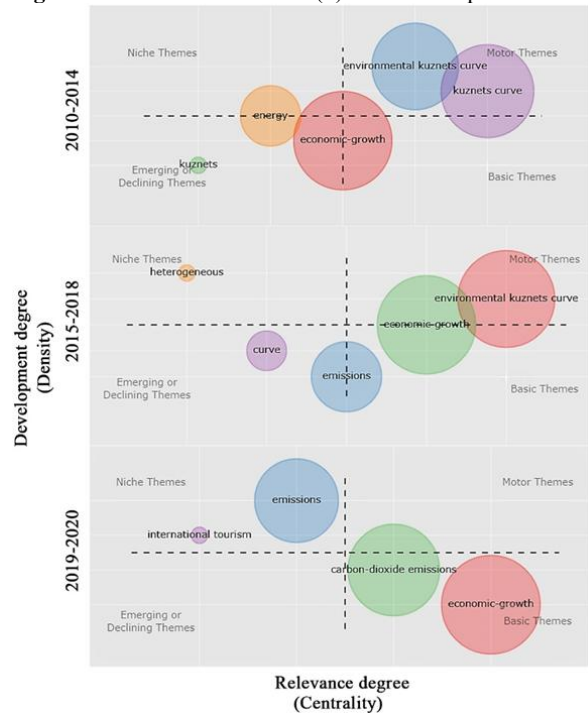 Niche Themes
Motor Themes
environmental kuznets curve
kuznets curve
energy
economic-growth
kuznets
Emerging or
Declining Themes
Basic Themes
2010-2014
Niche Themes
Motor Themes
heterogeneous
environmental kuznets curve
economic-growth
curve
emissions
Emerging or
Declining Themes
Basic Themes
2015-2018
Development degree
(Density)
Niche Themes
Motor Themes
emissions
international tourism
carbon-dioxide emissions
economic-growth
Emerging or
Declining Themes
Basic Themes
2019-2020
Relevance degree
(Centrality)